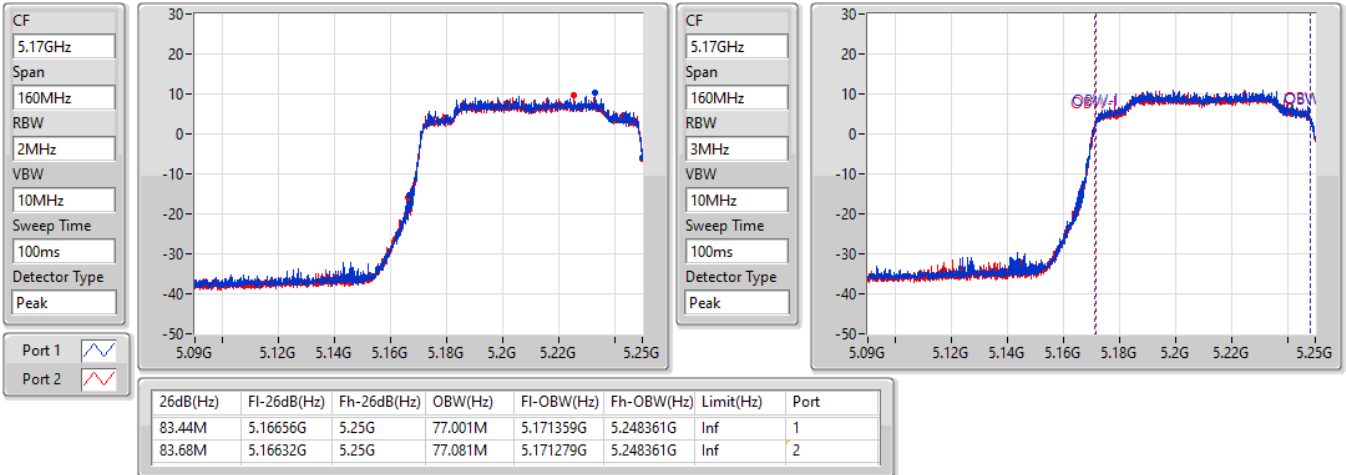 CF
5.17GHz
Span
160MHz
RBW
2MHz
VBW
10MHz
Sweep Time
100ms
Detector Type
Peak
Port 1
Port 2
30
20
10
0
-10
-20
-30
-40
-50
5.09G 5.12G 5.14G 5.16G 5.18G 5.2G 5.22G 5.25G
CF
5.17GHz
Span
160MHz
RBW
3MHz
VBW
10MHz
Sweep Time
100ms
Detector Type
Peak
30
20
10
0
-10
-20
-30
-40
-50
OBW-l OBW
5.09G 5.12G 5.14G 5.16G 5.18G 5.2G 5.22G 5.25G
26dB(Hz) Fl-26dB(Hz) Fh-26dB(Hz) OBW(Hz) Fl-OBW(Hz) Fh-OBW(Hz) Limit(Hz) Port
83.44M 5.16656G 5.25G 77.001M 5.171359G 5.248361G Inf 1
83.68M 5.16632G 5.25G 77.081M 5.171279G 5.248361G Inf 2